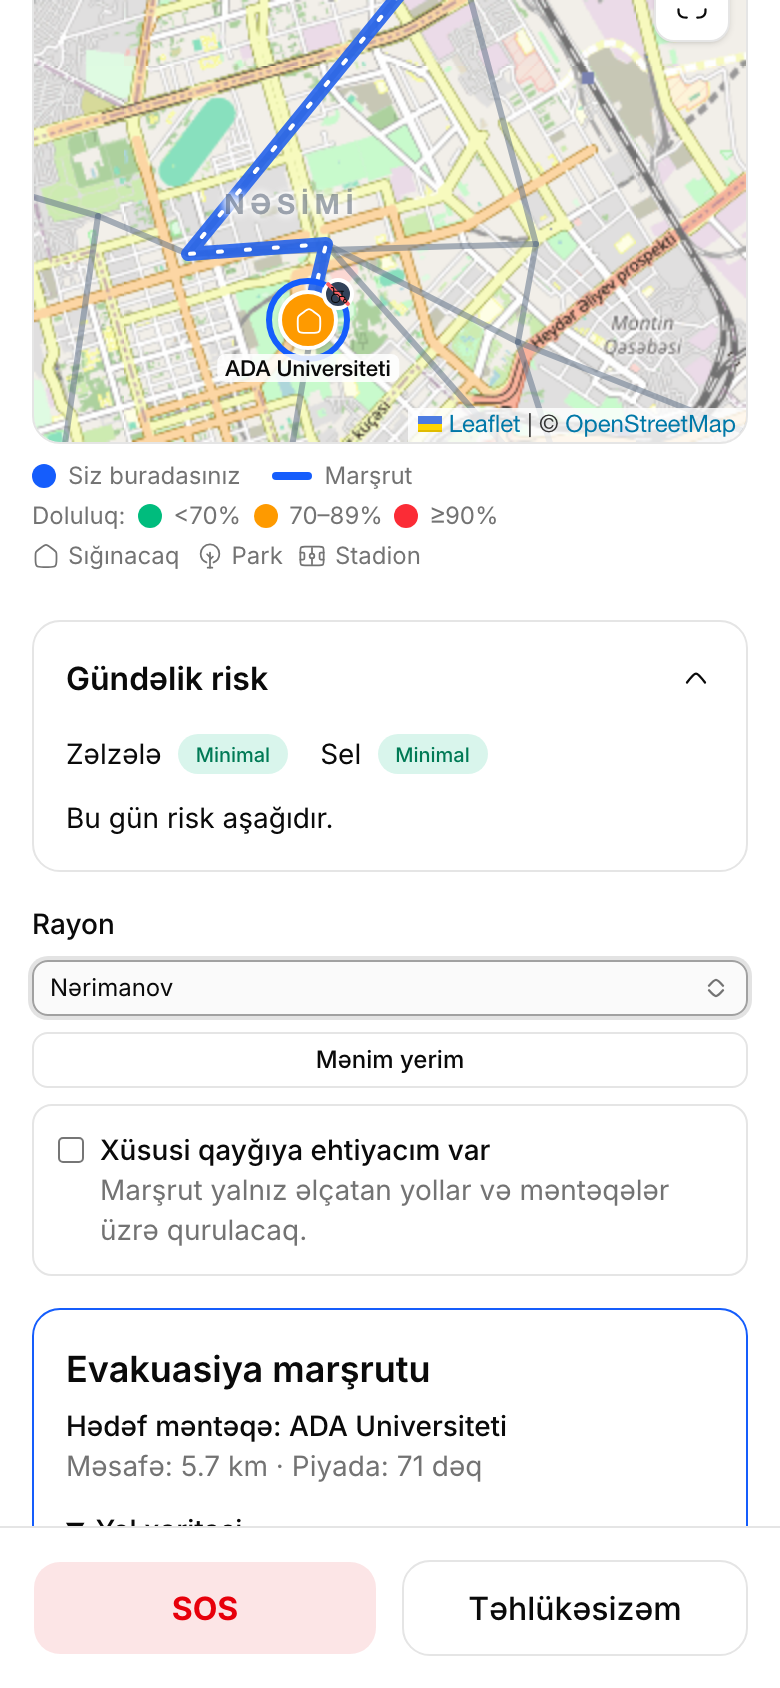 NƏSİMİ
Heydər Əliyev prospekti
Montin
Qəsəbəsi
ADA Universiteti
küçəsi
Leaflet | © OpenStreetMap
Siz buradasınız Marşrut
Doluluq: <70% 70–89% ≥90%
Sığınacaq Park Stadion
Gündəlik risk
Zəlzələ Minimal Sel Minimal
Bu gün risk aşağıdır.
Rayon
Nərimanov
Mənim yerim
Xüsusi qayğıya ehtiyacım var
Marşrut yalnız əlçatan yollar və məntəqələr
üzrə qurulacaq.
Evakuasiya marşrutu
Hədəf məntəqə: ADA Universiteti
Məsafə: 5.7 km · Piyada: 71 dəq
SOS Təhlükəsizəm